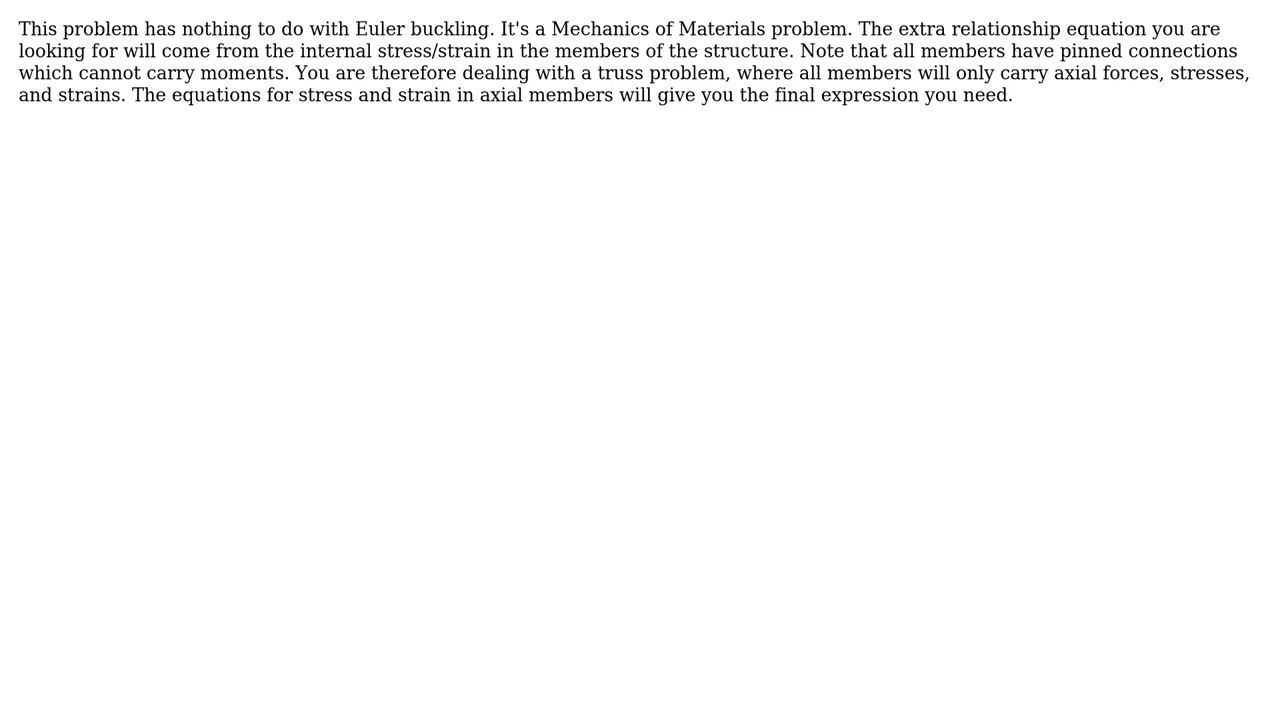 This problem has nothing to do with Euler buckling. It's a Mechanics of Materials problem. The extra relationship equation you are
looking for will come from the internal stress/strain in the members of the structure. Note that all members have pinned connections
which cannot carry moments. You are therefore dealing with a truss problem, where all members will only carry axial forces, stresses,
and strains. The equations for stress and strain in axial members will give you the final expression you need.